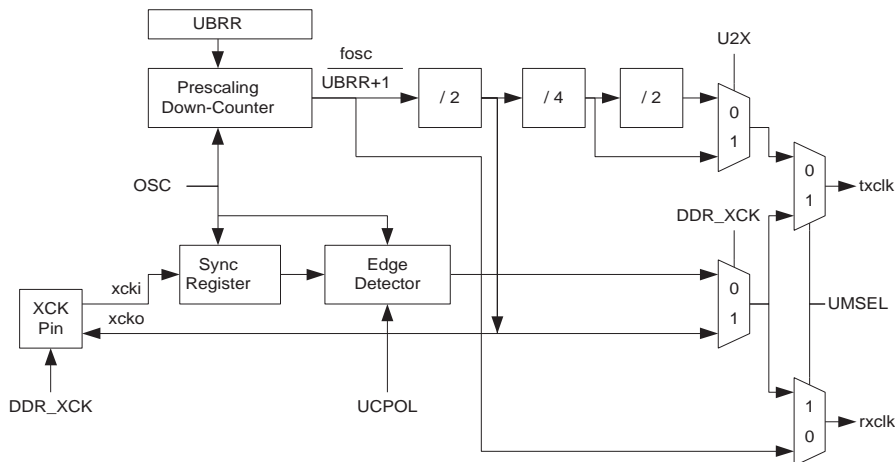 UBRR
fosc
UBRR+1
U2X
Prescaling
Down-Counter
/ 2
/ 4
/ 2
0
1
OSC
0
1
txclk
DDR_XCK
Sync
Register
Edge
Detector
xcki
0
1
XCK
Pin
xcko
UMSEL
DDR_XCK
UCPOL
1
0
rxclk